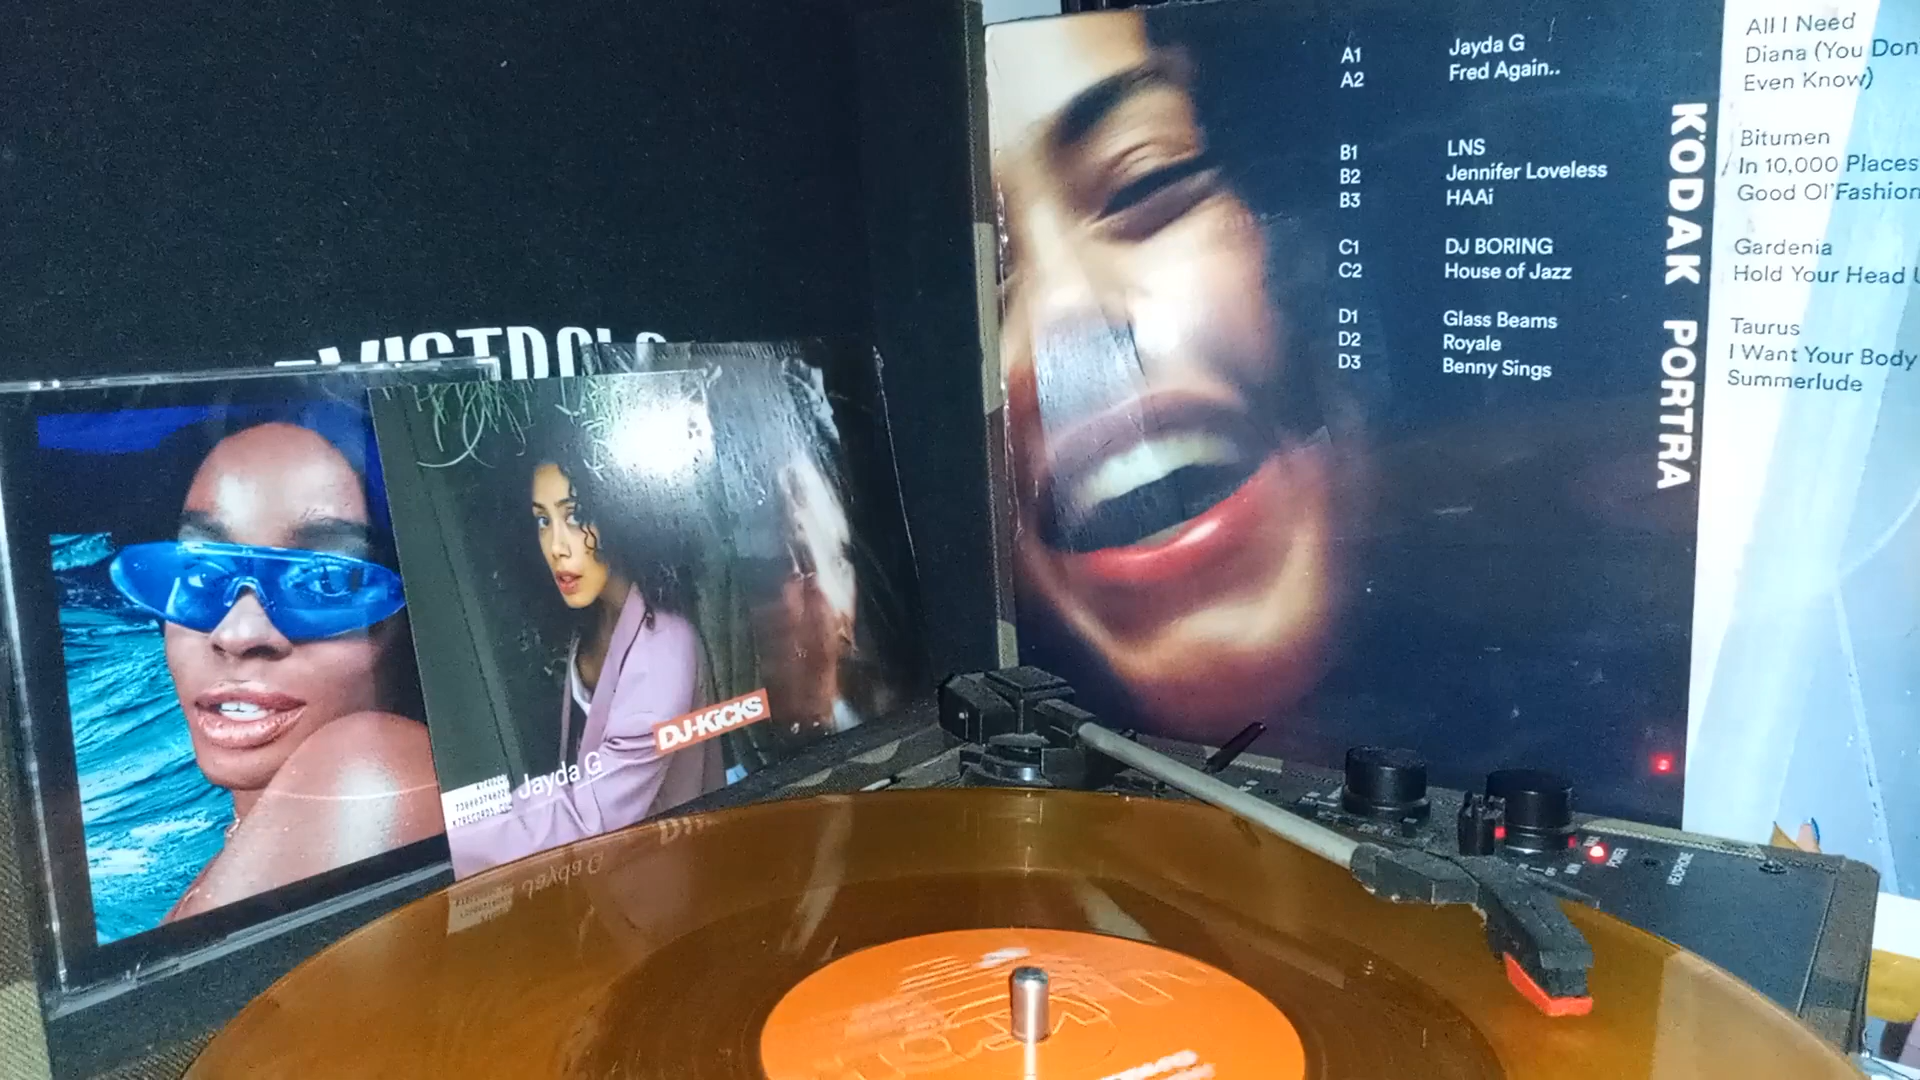 VICTROLA
A1 Jayda G All I Need
A2 Fred Again.. Diana (You Don
Even Know)
B1 LNS Bitumen
B2 Jennifer Loveless In 10,000 Places
B3 HAAi Good Ol' Fashion
C1 DJ BORING Gardenia
C2 House of Jazz Hold Your Head U
D1 Glass Beams Taurus
D2 Royale I Want Your Body
D3 Benny Sings Summerlude
KODAK PORTRA
DJ-KiCKS
Jayda G
POWER
HEADPHONE